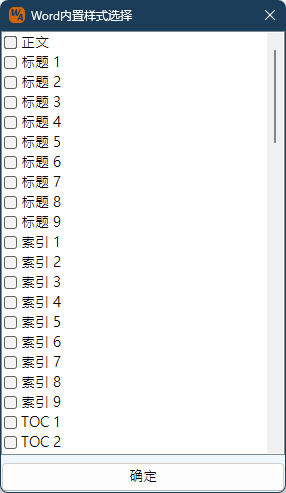 WA Word内置样式选择
正文
标题 1
标题 2
标题 3
标题 4
标题 5
标题 6
标题 7
标题 8
标题 9
索引 1
索引 2
索引 3
索引 4
索引 5
索引 6
索引 7
索引 8
索引 9
TOC 1
TOC 2
确定